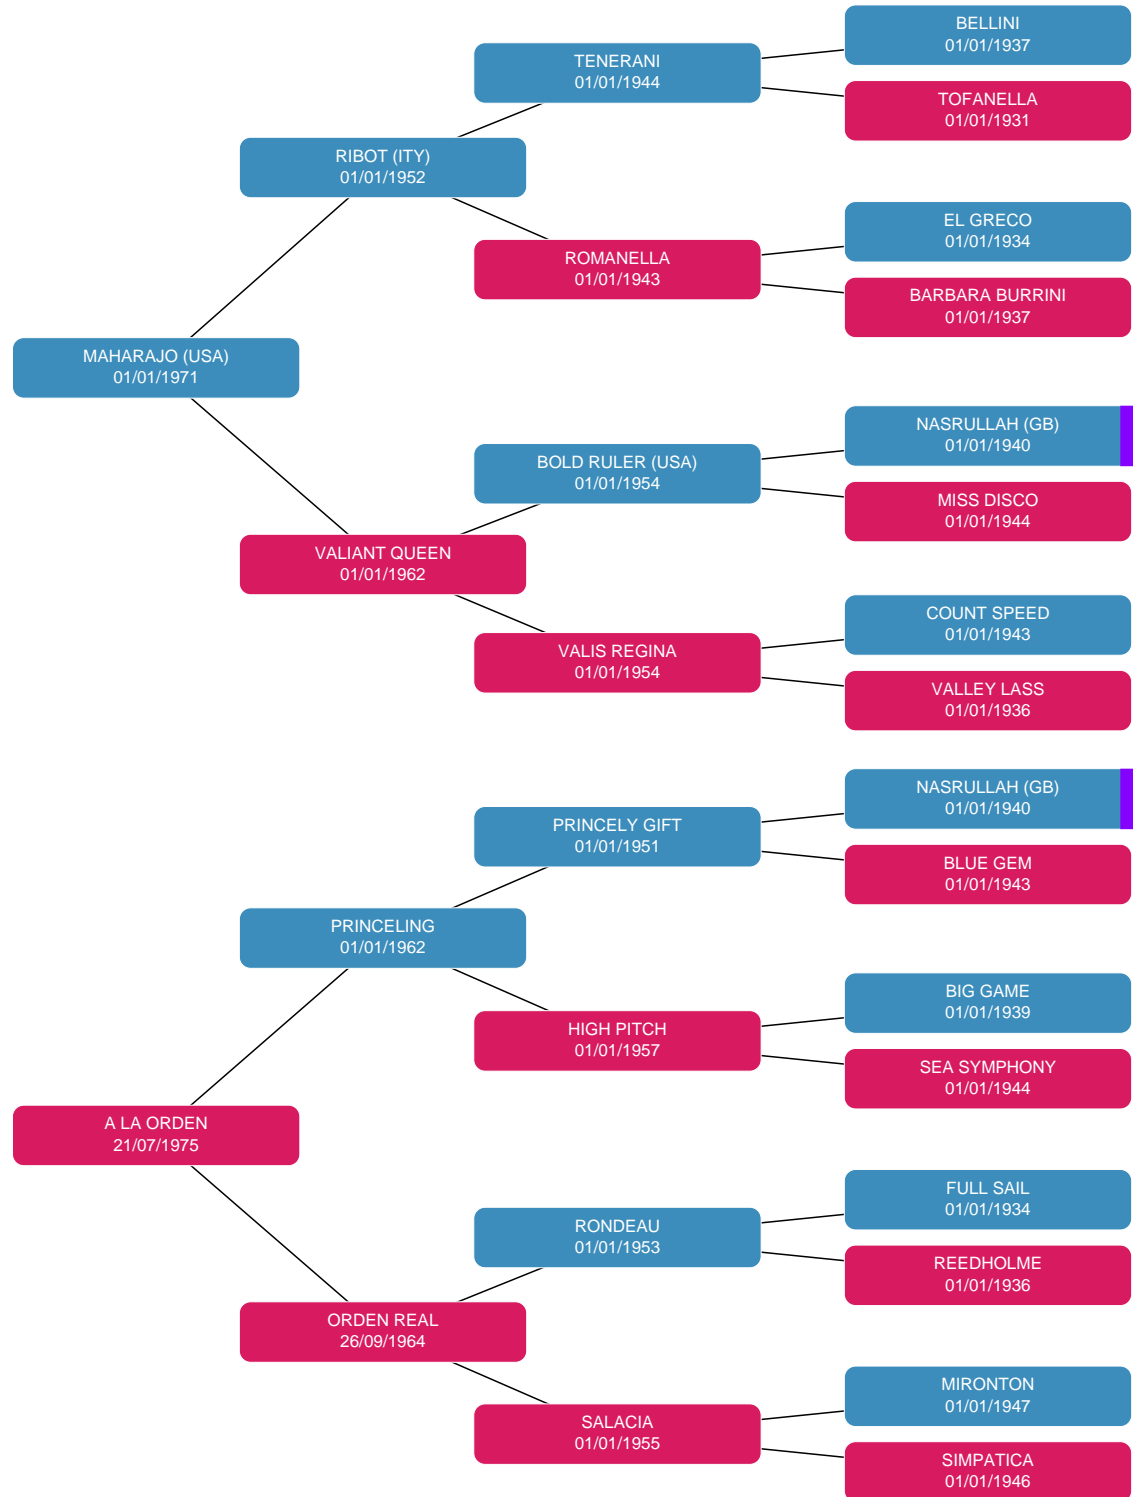 BELLINI
01/01/1937
TENERANI
01/01/1944
TOFANELLA
01/01/1931
RIBOT (ITY)
01/01/1952
EL GRECO
01/01/1934
ROMANELLA
01/01/1943
BARBARA BURRINI
01/01/1937
MAHARAJO (USA)
01/01/1971
NASRULLAH (GB)
01/01/1940
BOLD RULER (USA)
01/01/1954
MISS DISCO
01/01/1944
VALIANT QUEEN
01/01/1962
COUNT SPEED
01/01/1943
VALIS REGINA
01/01/1954
VALLEY LASS
01/01/1936
NASRULLAH (GB)
01/01/1940
PRINCELY GIFT
01/01/1951
BLUE GEM
01/01/1943
PRINCELING
01/01/1962
BIG GAME
01/01/1939
HIGH PITCH
01/01/1957
SEA SYMPHONY
01/01/1944
A LA ORDEN
21/07/1975
FULL SAIL
01/01/1934
RONDEAU
01/01/1953
REEDHOLME
01/01/1936
ORDEN REAL
26/09/1964
MIRONTON
01/01/1947
SALACIA
01/01/1955
SIMPATICA
01/01/1946